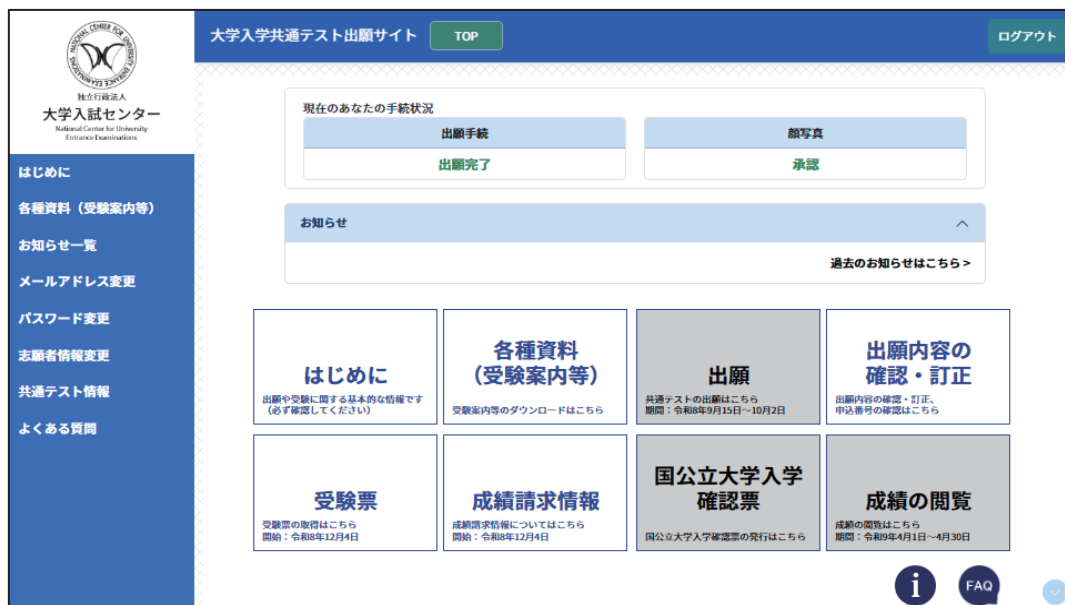 NATIONAL CENTER FOR UNIVERSITY ENTRANCE EXAMINATIONS
独立行政法人
大学入試センター
National Center for University
Entrance Examinations
はじめに
各種資料（受験案内等）
お知らせ一覧
メールアドレス変更
パスワード変更
志願者情報変更
共通テスト情報
よくある質問
大学入学共通テスト出願サイト
TOP
ログアウト
現在のあなたの手続状況
出願手続
顔写真
出願完了
承認
お知らせ
過去のお知らせはこちら >
はじめに
出願や受験に関する基本的な情報です
（必ず確認してください）
各種資料
（受験案内等）
受験案内等のダウンロードはこちら
出願
共通テストの出願はこちら
期間：令和8年9月15日～10月2日
出願内容の
確認・訂正
出願内容の確認・訂正、
申込番号の確認はこちら
受験票
受験票の取得はこちら
開始：令和8年12月4日
成績請求情報
成績請求情報についてはこちら
開始：令和8年12月4日
国公立大学入学
確認票
国公立大学入学確認票の発行はこちら
成績の閲覧
成績の閲覧はこちら
期間：令和9年4月1日～4月30日
i
FAQ